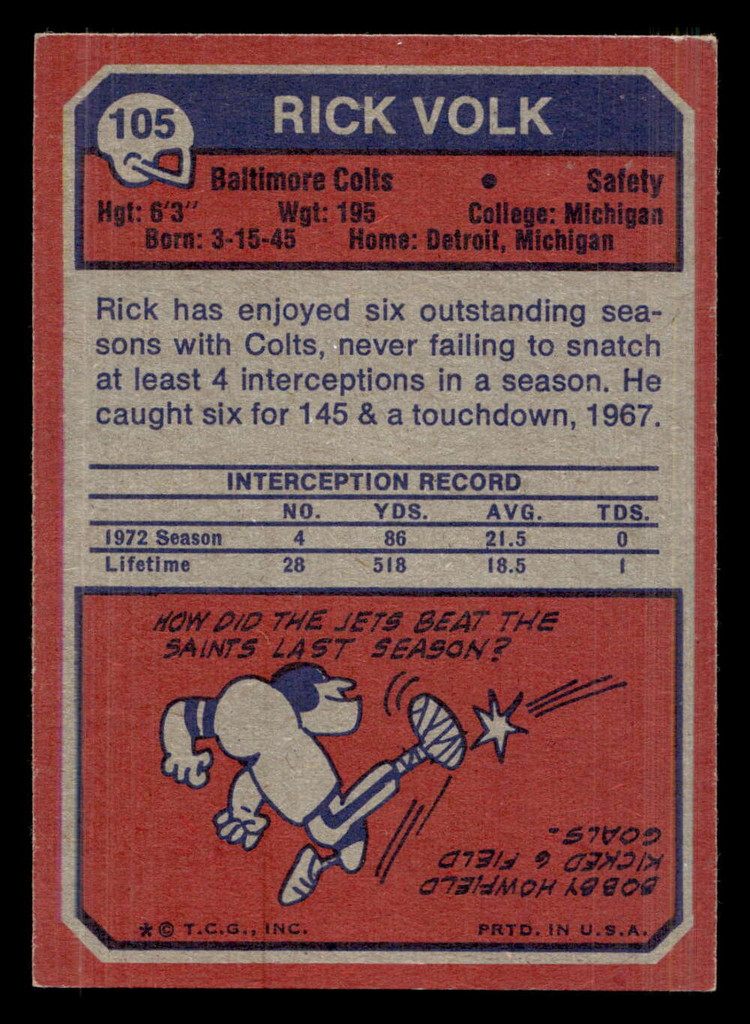 105
RICK VOLK
Baltimore Colts • Safety
Hgt: 6'3" Wgt: 195 College: Michigan
Born: 3-15-45 Home: Detroit, Michigan
Rick has enjoyed six outstanding sea-
sons with Colts, never failing to snatch
at least 4 interceptions in a season. He
caught six for 145 & a touchdown, 1967.
INTERCEPTION RECORD
NO. YDS. AVG. TDS.
1972 Season 4 86 21.5 0
Lifetime 28 518 18.5 1
HOW DID THE JETS BEAT THE
SAINTS LAST SEASON?
BOBBY HOWFIELD
KICKED 6 FIELD
GOALS.
*© T.C.G., INC. PRTD. IN U.S.A.